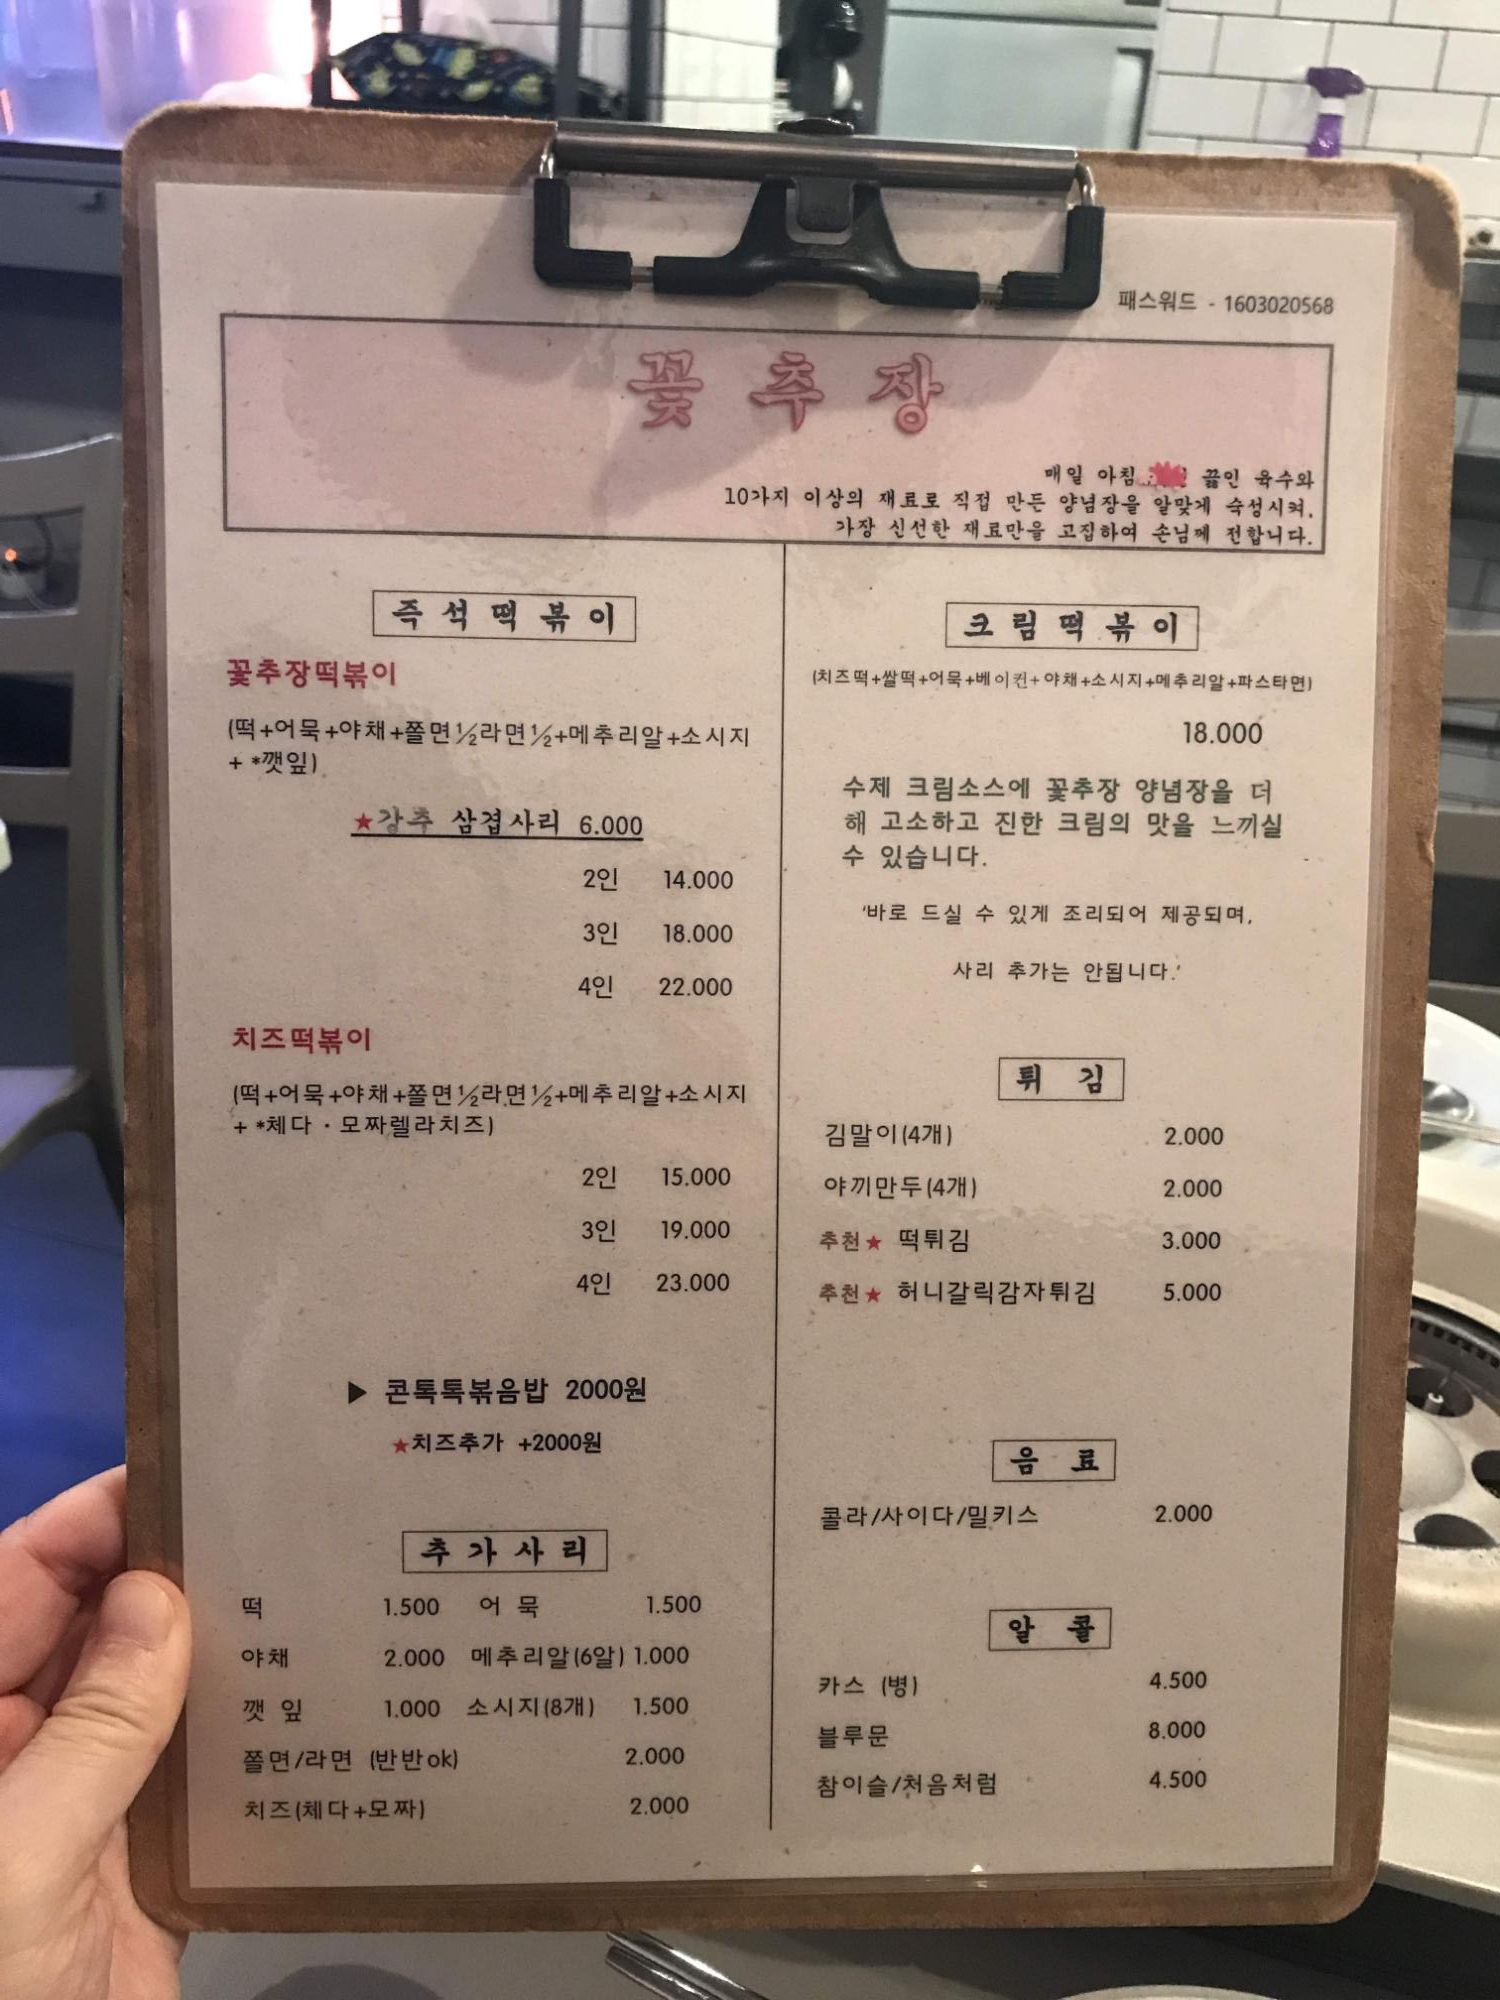 패스워드 - 1603020568
꽃 추 장
매일 아침 끓인 육수와
10가지 이상의 재료로 직접 만든 양념장을 알맞게 숙성시켜,
가장 신선한 재료만을 고집하여 손님께 전합니다.
즉석떡볶이
꽃추장떡볶이
(떡+어묵+야채+쫄면½라면½+메추리알+소시지
+ *깻잎)
★강추 삼겹사리 6.000
2인 14.000
3인 18.000
4인 22.000
치즈떡볶이
(떡+어묵+야채+쫄면½라면½+메추리알+소시지
+ *체다 · 모짜렐라치즈)
2인 15.000
3인 19.000
4인 23.000
▶ 콘톡톡볶음밥 2000원
★치즈추가 +2000원
추가사리
떡 1.500 어 묵 1.500
야채 2.000 메추리알(6알) 1.000
깻 잎 1.000 소시지(8개) 1.500
쫄면/라면 (반반ok) 2.000
치즈(체다+모짜) 2.000
크림떡볶이
(치즈떡+쌀떡+어묵+베이컨+야채+소시지+메추리알+파스타면)
18.000
수제 크림소스에 꽃추장 양념장을 더
해 고소하고 진한 크림의 맛을 느끼실
수 있습니다.
'바로 드실 수 있게 조리되어 제공되며,
사리 추가는 안됩니다.'
튀 김
김말이(4개) 2.000
야끼만두(4개) 2.000
추천★ 떡튀김 3.000
추천★ 허니갈릭감자튀김 5.000
음 료
콜라/사이다/밀키스 2.000
알 콜
카스 (병) 4.500
블루문 8.000
참이슬/처음처럼 4.500